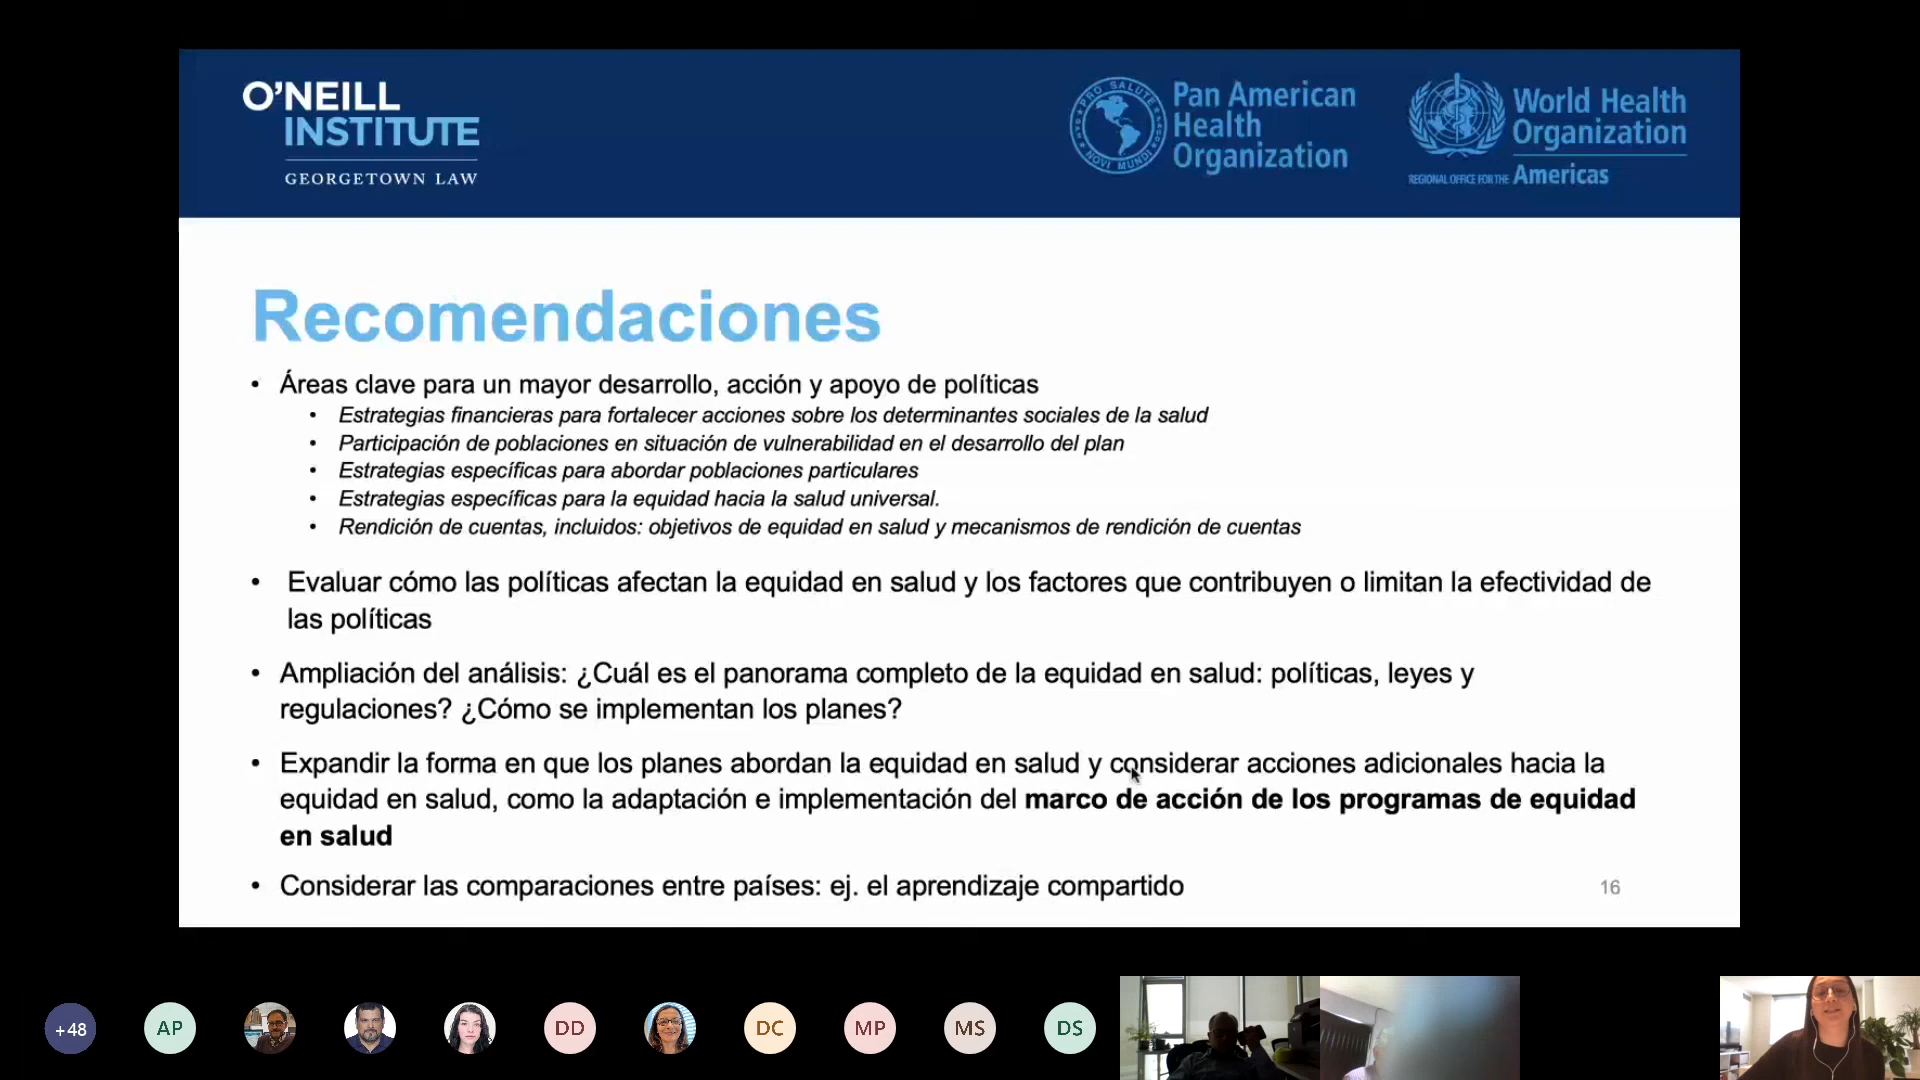 O'NEILL
INSTITUTE
GEORGETOWN LAW
PRO SALUTE
NOVI MUNDI
Pan American
Health
Organization
World Health
Organization
REGIONAL OFFICE FOR THE Americas
Recomendaciones
• Áreas clave para un mayor desarrollo, acción y apoyo de políticas
• Estrategias financieras para fortalecer acciones sobre los determinantes sociales de la salud
• Participación de poblaciones en situación de vulnerabilidad en el desarrollo del plan
• Estrategias específicas para abordar poblaciones particulares
• Estrategias específicas para la equidad hacia la salud universal.
• Rendición de cuentas, incluidos: objetivos de equidad en salud y mecanismos de rendición de cuentas
• Evaluar cómo las políticas afectan la equidad en salud y los factores que contribuyen o limitan la efectividad de
las políticas
• Ampliación del análisis: ¿Cuál es el panorama completo de la equidad en salud: políticas, leyes y
regulaciones? ¿Cómo se implementan los planes?
• Expandir la forma en que los planes abordan la equidad en salud y considerar acciones adicionales hacia la
equidad en salud, como la adaptación e implementación del marco de acción de los programas de equidad
en salud
• Considerar las comparaciones entre países: ej. el aprendizaje compartido
16
+48
AP
DD
DC
MP
MS
DS